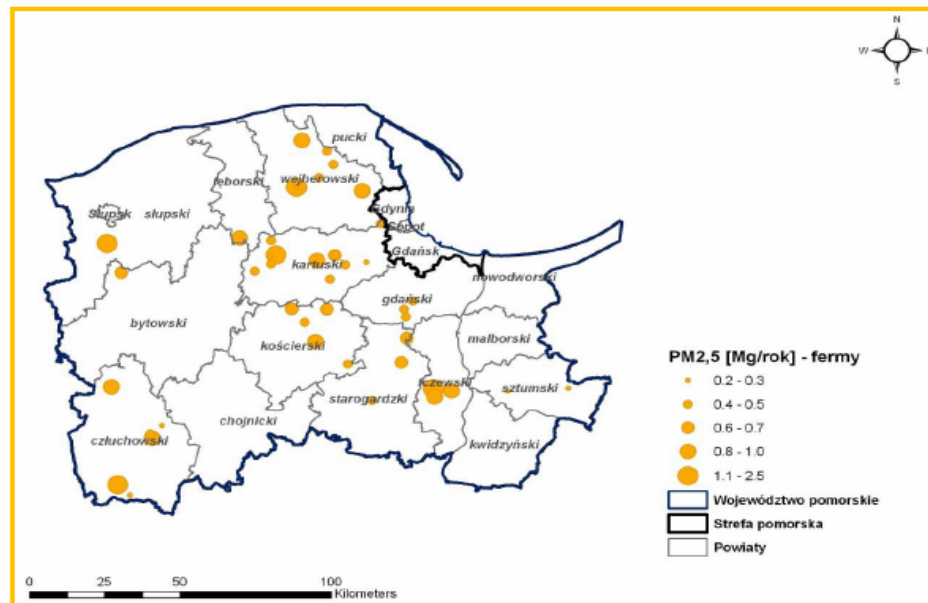 N
W
S
pucki
wejherowski
lęborski
Gdynia
Słupsk
słupski
Sopot
Gdańsk
kartuski
nowodworski
gdański
bytowski
kościerski
malborski
PM2,5 [Mg/rok] - fermy
0.2 - 0.3
0.4 - 0.5
0.6 - 0.7
0.8 - 1.0
1.1 - 2.5
tczewski
sztumski
starogardzki
chojnicki
człuchowski
kwidzyński
Województwo pomorskie
Strefa pomorska
Powiaty
0 25 50 100
Kilometers